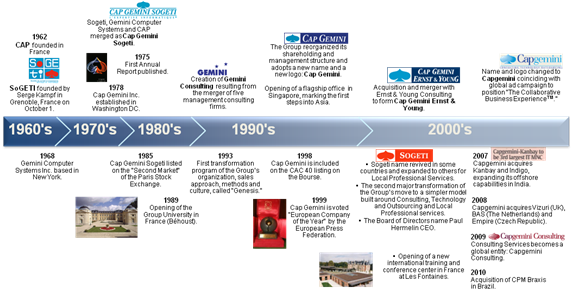 1962
CAP founded in
France
SOGETI
SoGETI founded by
Serge Kampf in
Grenoble, France on
October 1.
CAP GEMINI SOGETI
Sogeti, Gemini Computer
Systems and CAP
merged as Cap Gemini
Sogeti.
1975
First Annual
Report published.
1978
Cap Gemini Inc.
established in
Washington DC.
GEMINI
Creation of Gemini
Consulting resulting
from the merger of five
management consulting
firms.
CAP GEMINI
The Group reorganized its
shareholding and
management structure and
adopts a new name and a
new logo: Cap Gemini.
Opening of a flagship office in
Singapore, marking the first
steps into Asia.
CAP GEMINI
ERNST & YOUNG
Acquisition and merger with
Ernst & Young Consulting
to form Cap Gemini Ernst &
Young.
Capgemini
Name and logo changed to
Capgemini coinciding with
global ad campaign to
position "The Collaborative
Business Experience™ "
1960's
1970's
1980's
1990's
2000's
1968
Gemini Computer
Systems Inc. based in
New York.
1985
Cap Gemini Sogeti listed
on the "Second Market"
of the Paris Stock
Exchange.
1989
Opening of the
Group University in
France (Béhoust).
1993
First transformation
program of the Group's
organization, sales
approach, methods and
culture, called "Genesis."
1998
Cap Gemini is included
on the CAC 40 listing on
the Bourse.
1999
Cap Gemini is voted
"European Company
of the Year" by the
European Press
Federation.
SOGETI
▪ Sogeti name revived in some
countries and expanded to others for
Local Professional Services.
▪ The second major transformation of
the Group's move to a simpler model
built around Consulting, Technology
and Outsourcing and Local
Professional services.
▪ The Board of Directors name Paul
Hermelin CEO.
▪ Opening of a new
international training and
conference center in France
at Les Fontaines.
Capgemini-Kanbay to
be 3rd largest IT MNC
2007
Capgemini acquires
Kanbay and Indigo,
expanding its offshore
capabilities in India.
2008
Capgemini acquires Vizuri (UK),
BAS (The Netherlands) and
Empire (Czech Republic).
2009
Capgemini Consulting
Consulting Services becomes a
global entity: Capgemini
Consulting.
2010
Acquisition of CPM Braxis
in Brazil.